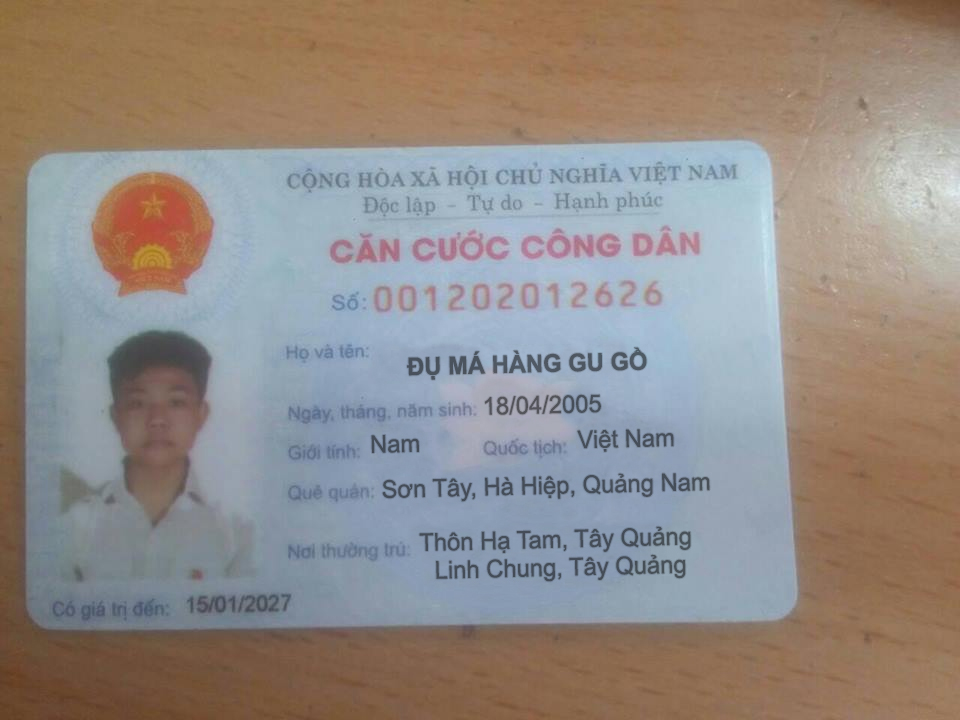 CỘNG HÒA XÃ HỘI CHỦ NGHĨA VIỆT NAM
Độc lập - Tự do - Hạnh phúc
CĂN CƯỚC CÔNG DÂN
Số: 001202012626
Họ và tên: ĐỤ MÁ HÀNG GU GÒ
Ngày, tháng, năm sinh: 18/04/2005
Giới tính: Nam Quốc tịch: Việt Nam
Quê quán: Sơn Tây, Hà Hiệp, Quảng Nam
Nơi thường trú: Thôn Hạ Tam, Tây Quảng
Linh Chung, Tây Quảng
Có giá trị đến: 15/01/2027